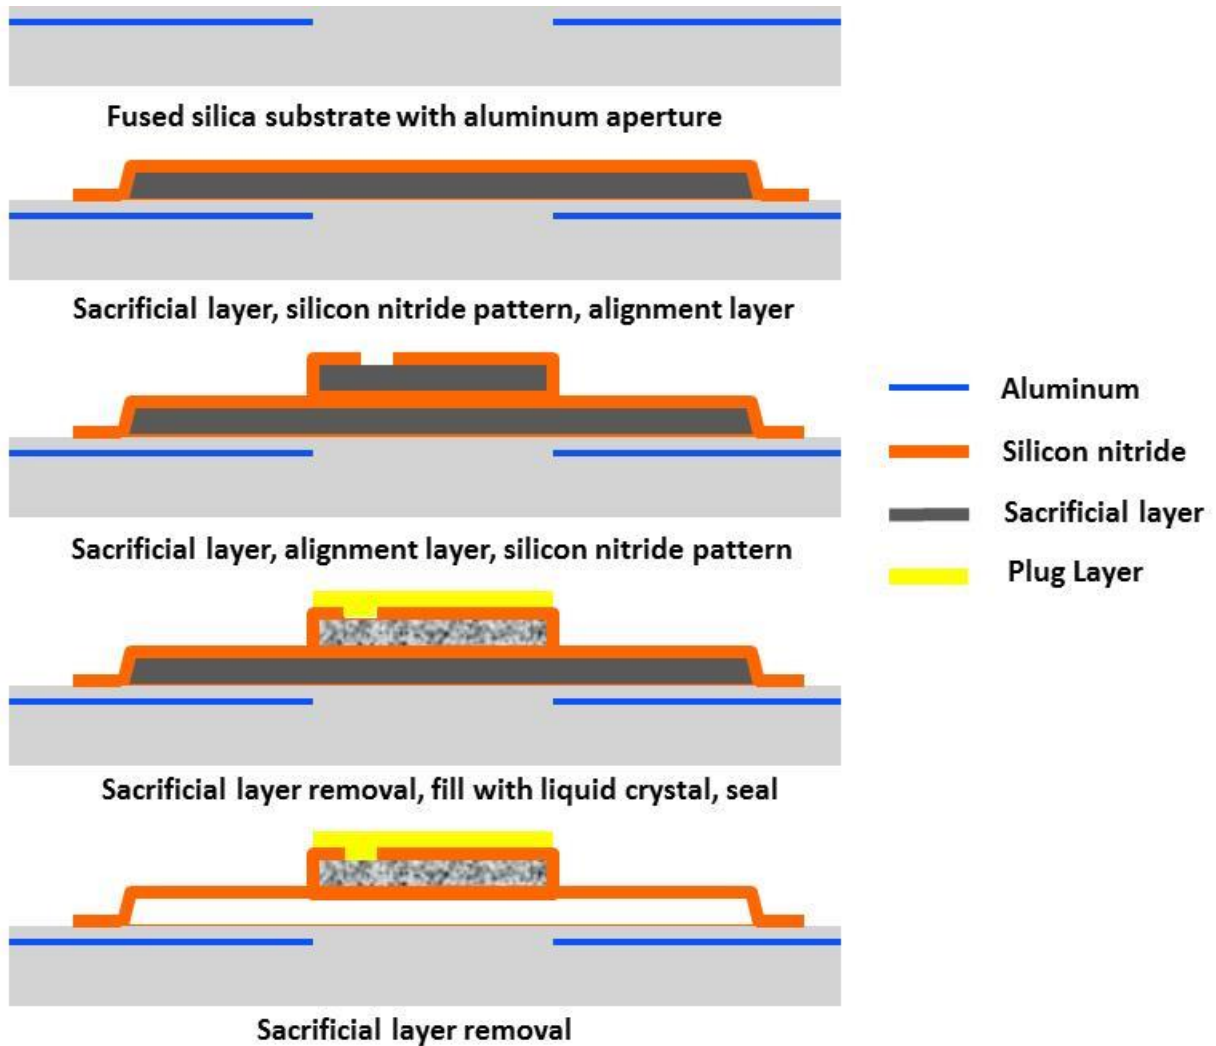 Fused silica substrate with aluminum aperture
Sacrificial layer, silicon nitride pattern, alignment layer
Sacrificial layer, alignment layer, silicon nitride pattern
Sacrificial layer removal, fill with liquid crystal, seal
Sacrificial layer removal
Aluminum
Silicon nitride
Sacrificial layer
Plug Layer